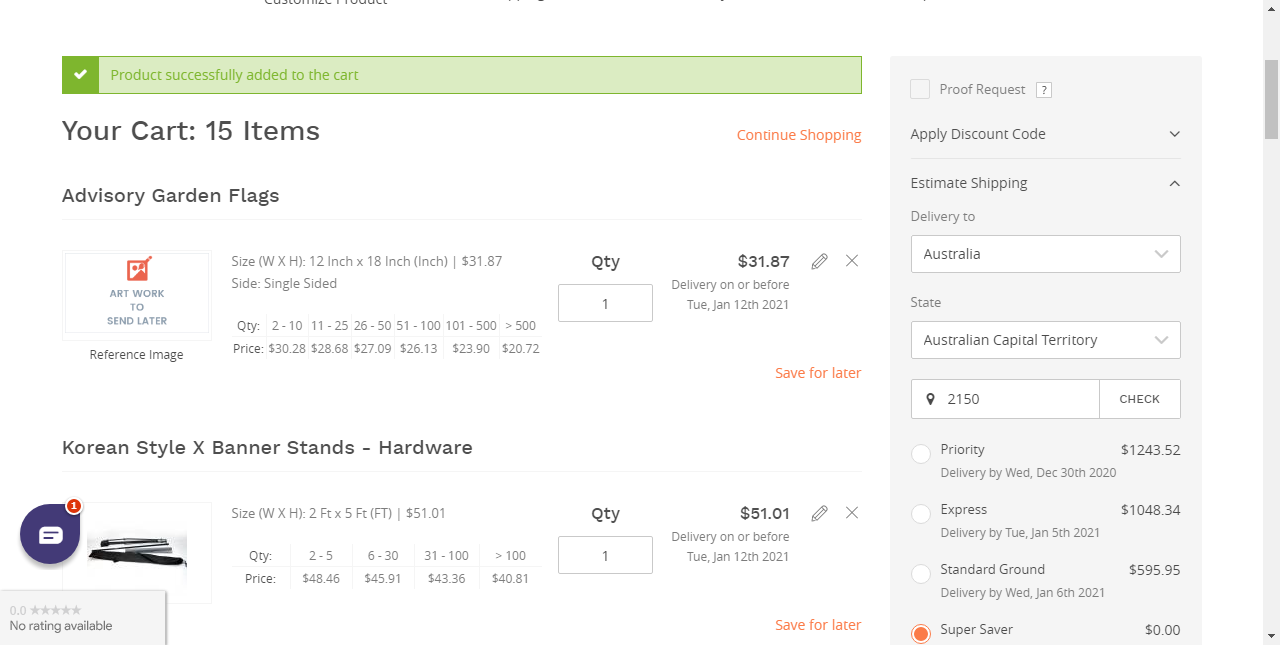 Customize Product
Product successfully added to the cart
Your Cart: 15 Items
Continue Shopping
Advisory Garden Flags
ART WORK
TO
SEND LATER
Reference Image
Size (W X H): 12 Inch x 18 Inch (Inch) | $31.87
Side: Single Sided
Qty: 2 - 10 11 - 25 26 - 50 51 - 100 101 - 500 > 500
Price: $30.28 $28.68 $27.09 $26.13 $23.90 $20.72
Qty
1
$31.87
Delivery on or before
Tue, Jan 12th 2021
Save for later
Korean Style X Banner Stands - Hardware
Size (W X H): 2 Ft x 5 Ft (FT) | $51.01
Qty: 2 - 5 6 - 30 31 - 100 > 100
Price: $48.46 $45.91 $43.36 $40.81
Qty
1
$51.01
Delivery on or before
Tue, Jan 12th 2021
Save for later
1
0.0
No rating available
Proof Request ?
Apply Discount Code
Estimate Shipping
Delivery to
Australia
State
Australian Capital Territory
2150 CHECK
Priority $1243.52
Delivery by Wed, Dec 30th 2020
Express $1048.34
Delivery by Tue, Jan 5th 2021
Standard Ground $595.95
Delivery by Wed, Jan 6th 2021
Super Saver $0.00